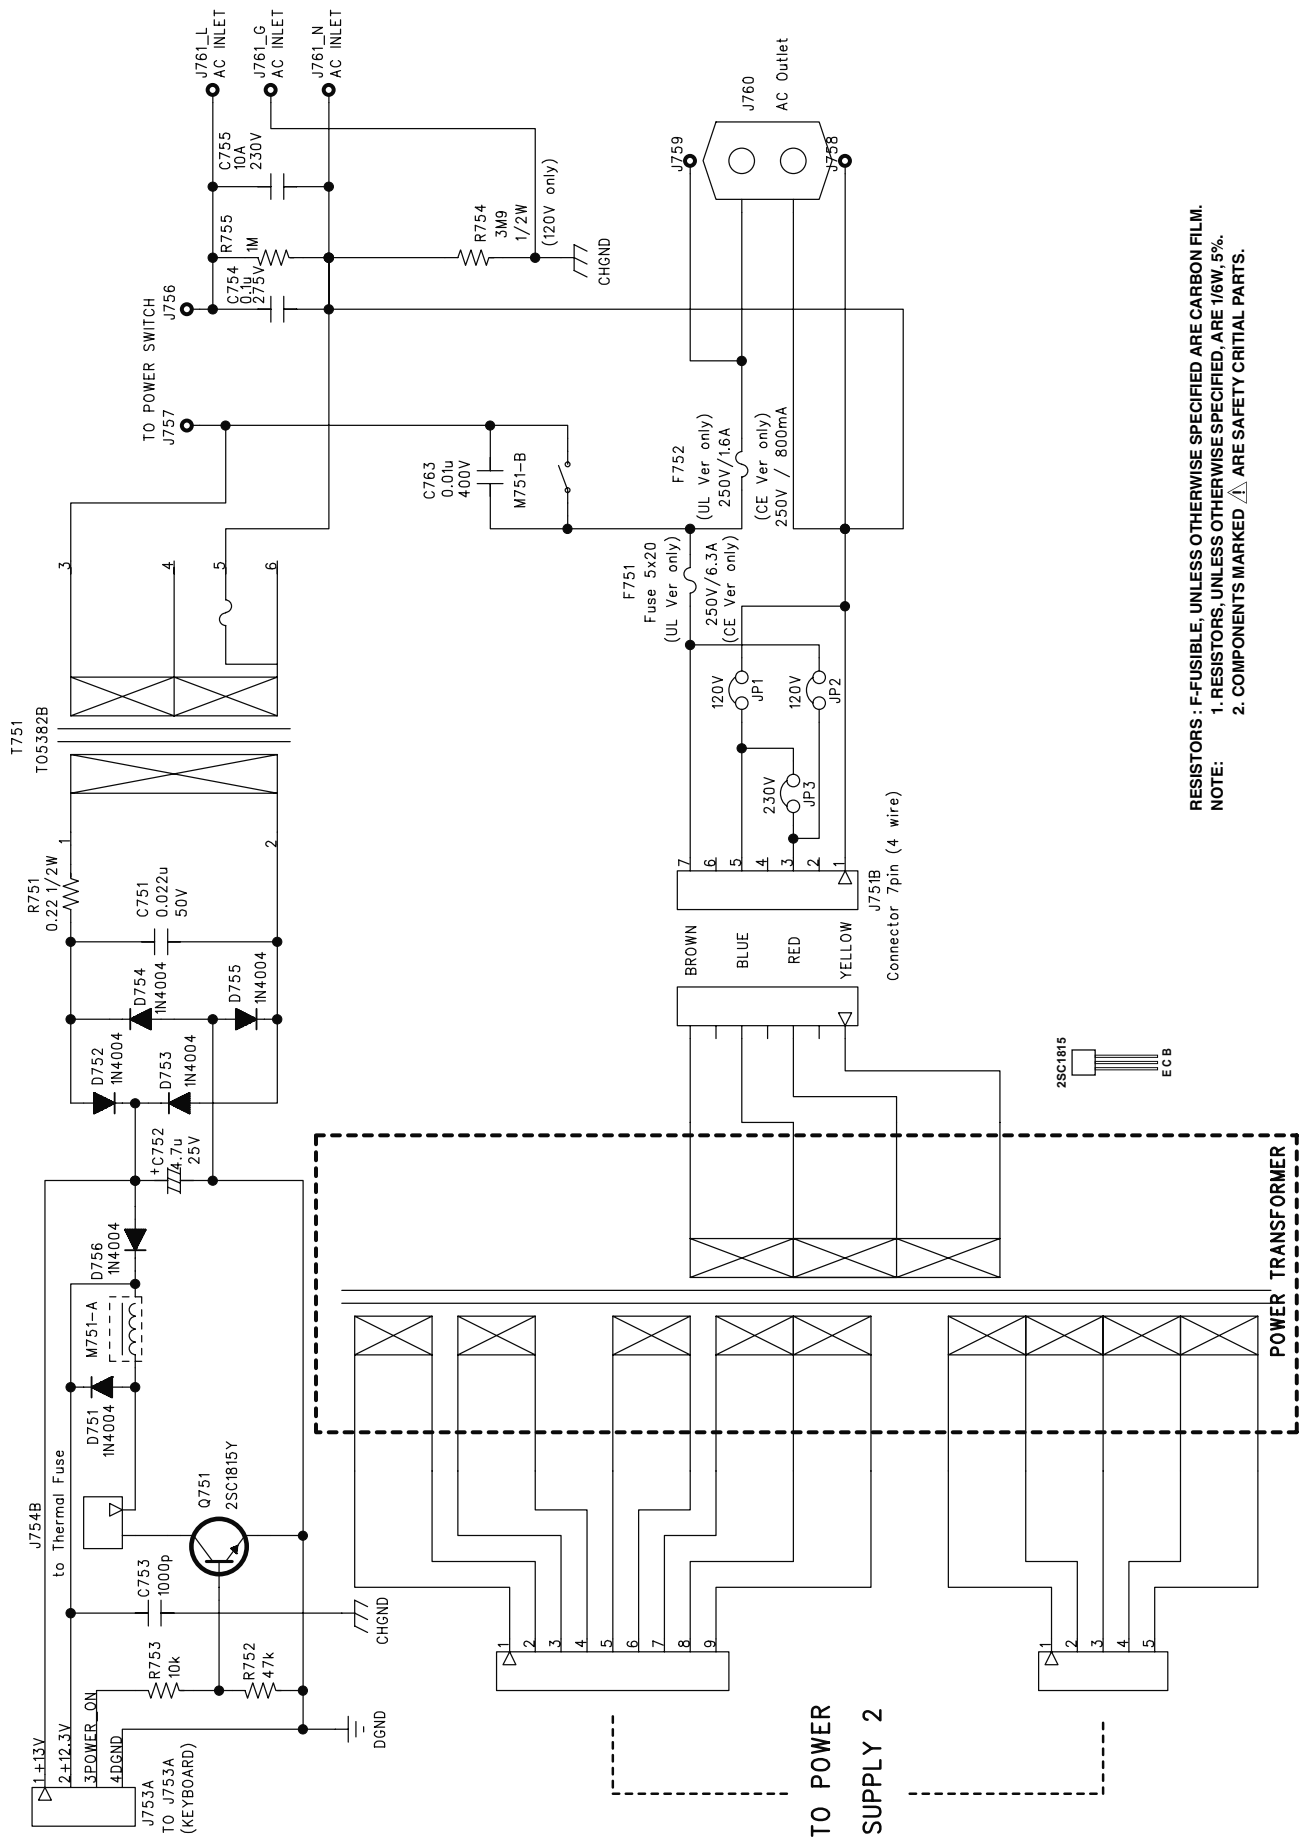 J761_L
AC INLET
J761_G
AC INLET
J761_N
AC INLET
C755
10A
230V
R755
1M
C754
0.1u
275V
R754
3M9
1/2W
(120V only)
CHGND
TO POWER SWITCH
J756
J757
C763
0.01u
400V
M751-B
J759
J760
AC Outlet
J758
F752
(UL Ver only)
250V/1.6A
(CE Ver only)
250V / 800mA
F751
Fuse 5x20
(UL Ver only)
250V/6.3A
(CE Ver only)
120V
JP1
120V
JP2
230V
JP3
7
6
5
4
3
2
1
J751B
Connector 7pin (4 wire)
BROWN
BLUE
RED
YELLOW
T751
TO5382B
3
4
5
6
1
2
R751
0.22 1/2W
C751
0.022u
50V
D754
1N4004
D755
1N4004
D752
1N4004
D753
1N4004
+C752
4.7u
25V
D756
1N4004
M751-A
D751
1N4004
J754B
to Thermal Fuse
Q751
2SC1815Y
C753
1000p
CHGND
R753
10k
R752
47k
DGND
1+13V
2+12.3V
3POWER_ON
4DGND
J753A
TO J753A
(KEYBOARD)
2SC1815
E C B
POWER TRANSFORMER
1
2
3
4
5
6
7
8
9
1
2
3
4
5
TO POWER
SUPPLY 2
RESISTORS : F-FUSIBLE, UNLESS OTHERWISE SPECIFIED ARE CARBON FILM.
NOTE: 1. RESISTORS, UNLESS OTHERWISE SPECIFIED, ARE 1/6W, 5%.
2. COMPONENTS MARKED ⚠ ARE SAFETY CRITIAL PARTS.